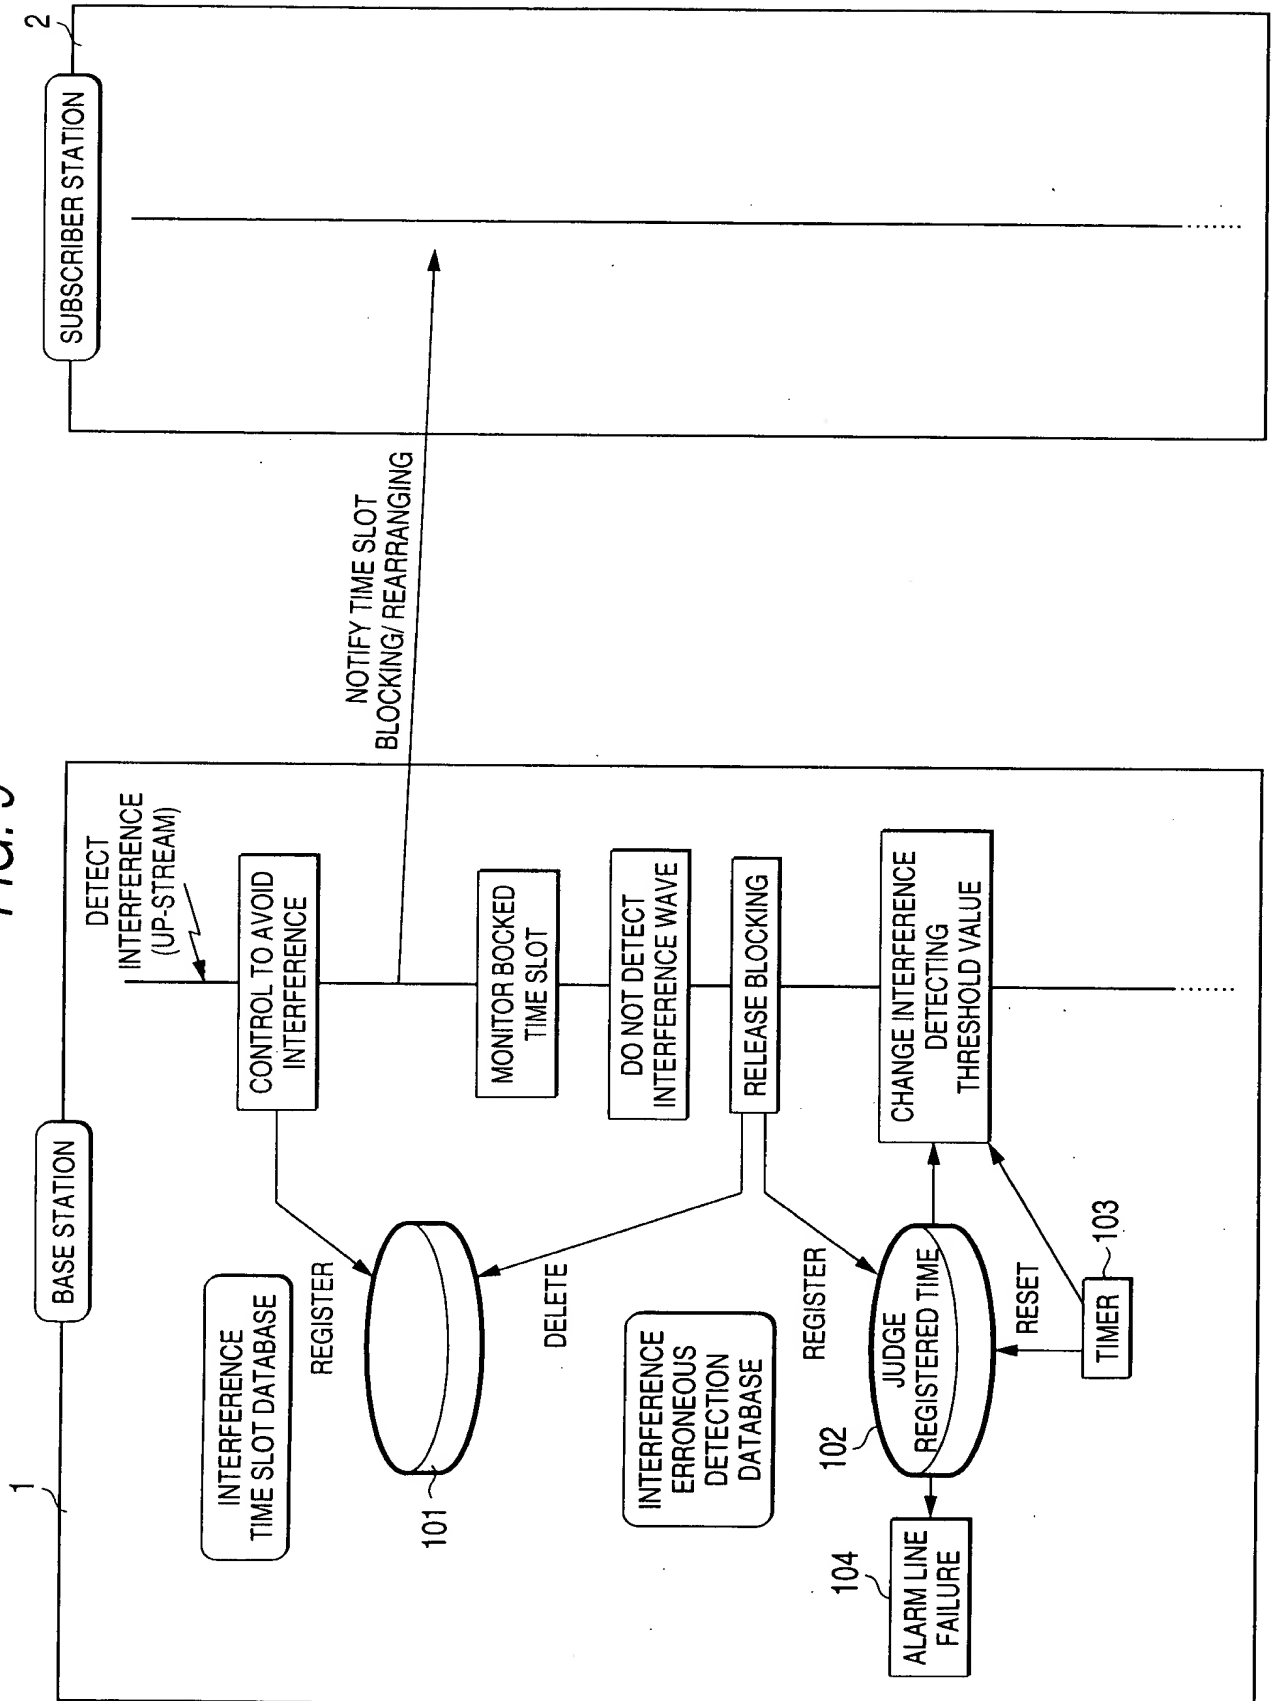 BASE STATION
1
SUBSCRIBER STATION
2
DETECT
INTERFERENCE
(UP-STREAM)
INTERFERENCE
TIME SLOT DATABASE
CONTROL TO AVOID
INTERFERENCE
REGISTER
NOTIFY TIME SLOT
BLOCKING/ REARRANGING
101
MONITOR BOCKED
TIME SLOT
DELETE
DO NOT DETECT
INTERFERENCE WAVE
INTERFERENCE
ERRONEOUS
DETECTION
DATABASE
RELEASE BLOCKING
REGISTER
102
JUDGE
REGISTERED TIME
CHANGE INTERFERENCE
DETECTING
THRESHOLD VALUE
104
ALARM LINE
FAILURE
RESET
103
TIMER